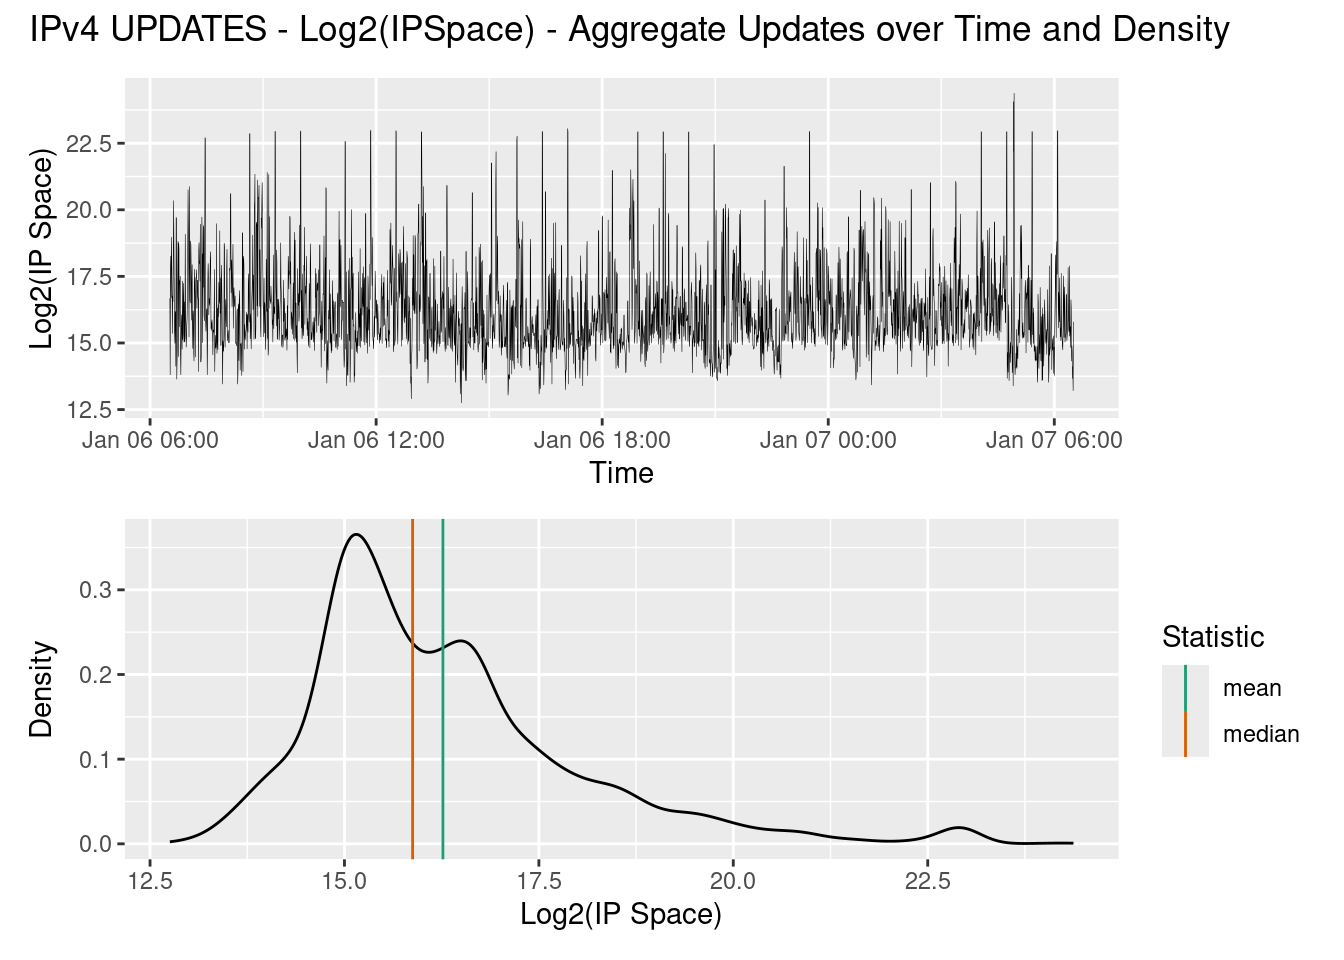 IPv4 UPDATES - Log2(IPSpace) - Aggregate Updates over Time and Density
Log2(IP Space)
22.5
20.0
17.5
15.0
12.5
Jan 06 06:00 Jan 06 12:00 Jan 06 18:00 Jan 07 00:00 Jan 07 06:00
Time
Density
0.3
0.2
0.1
0.0
12.5 15.0 17.5 20.0 22.5
Log2(IP Space)
Statistic
mean
median